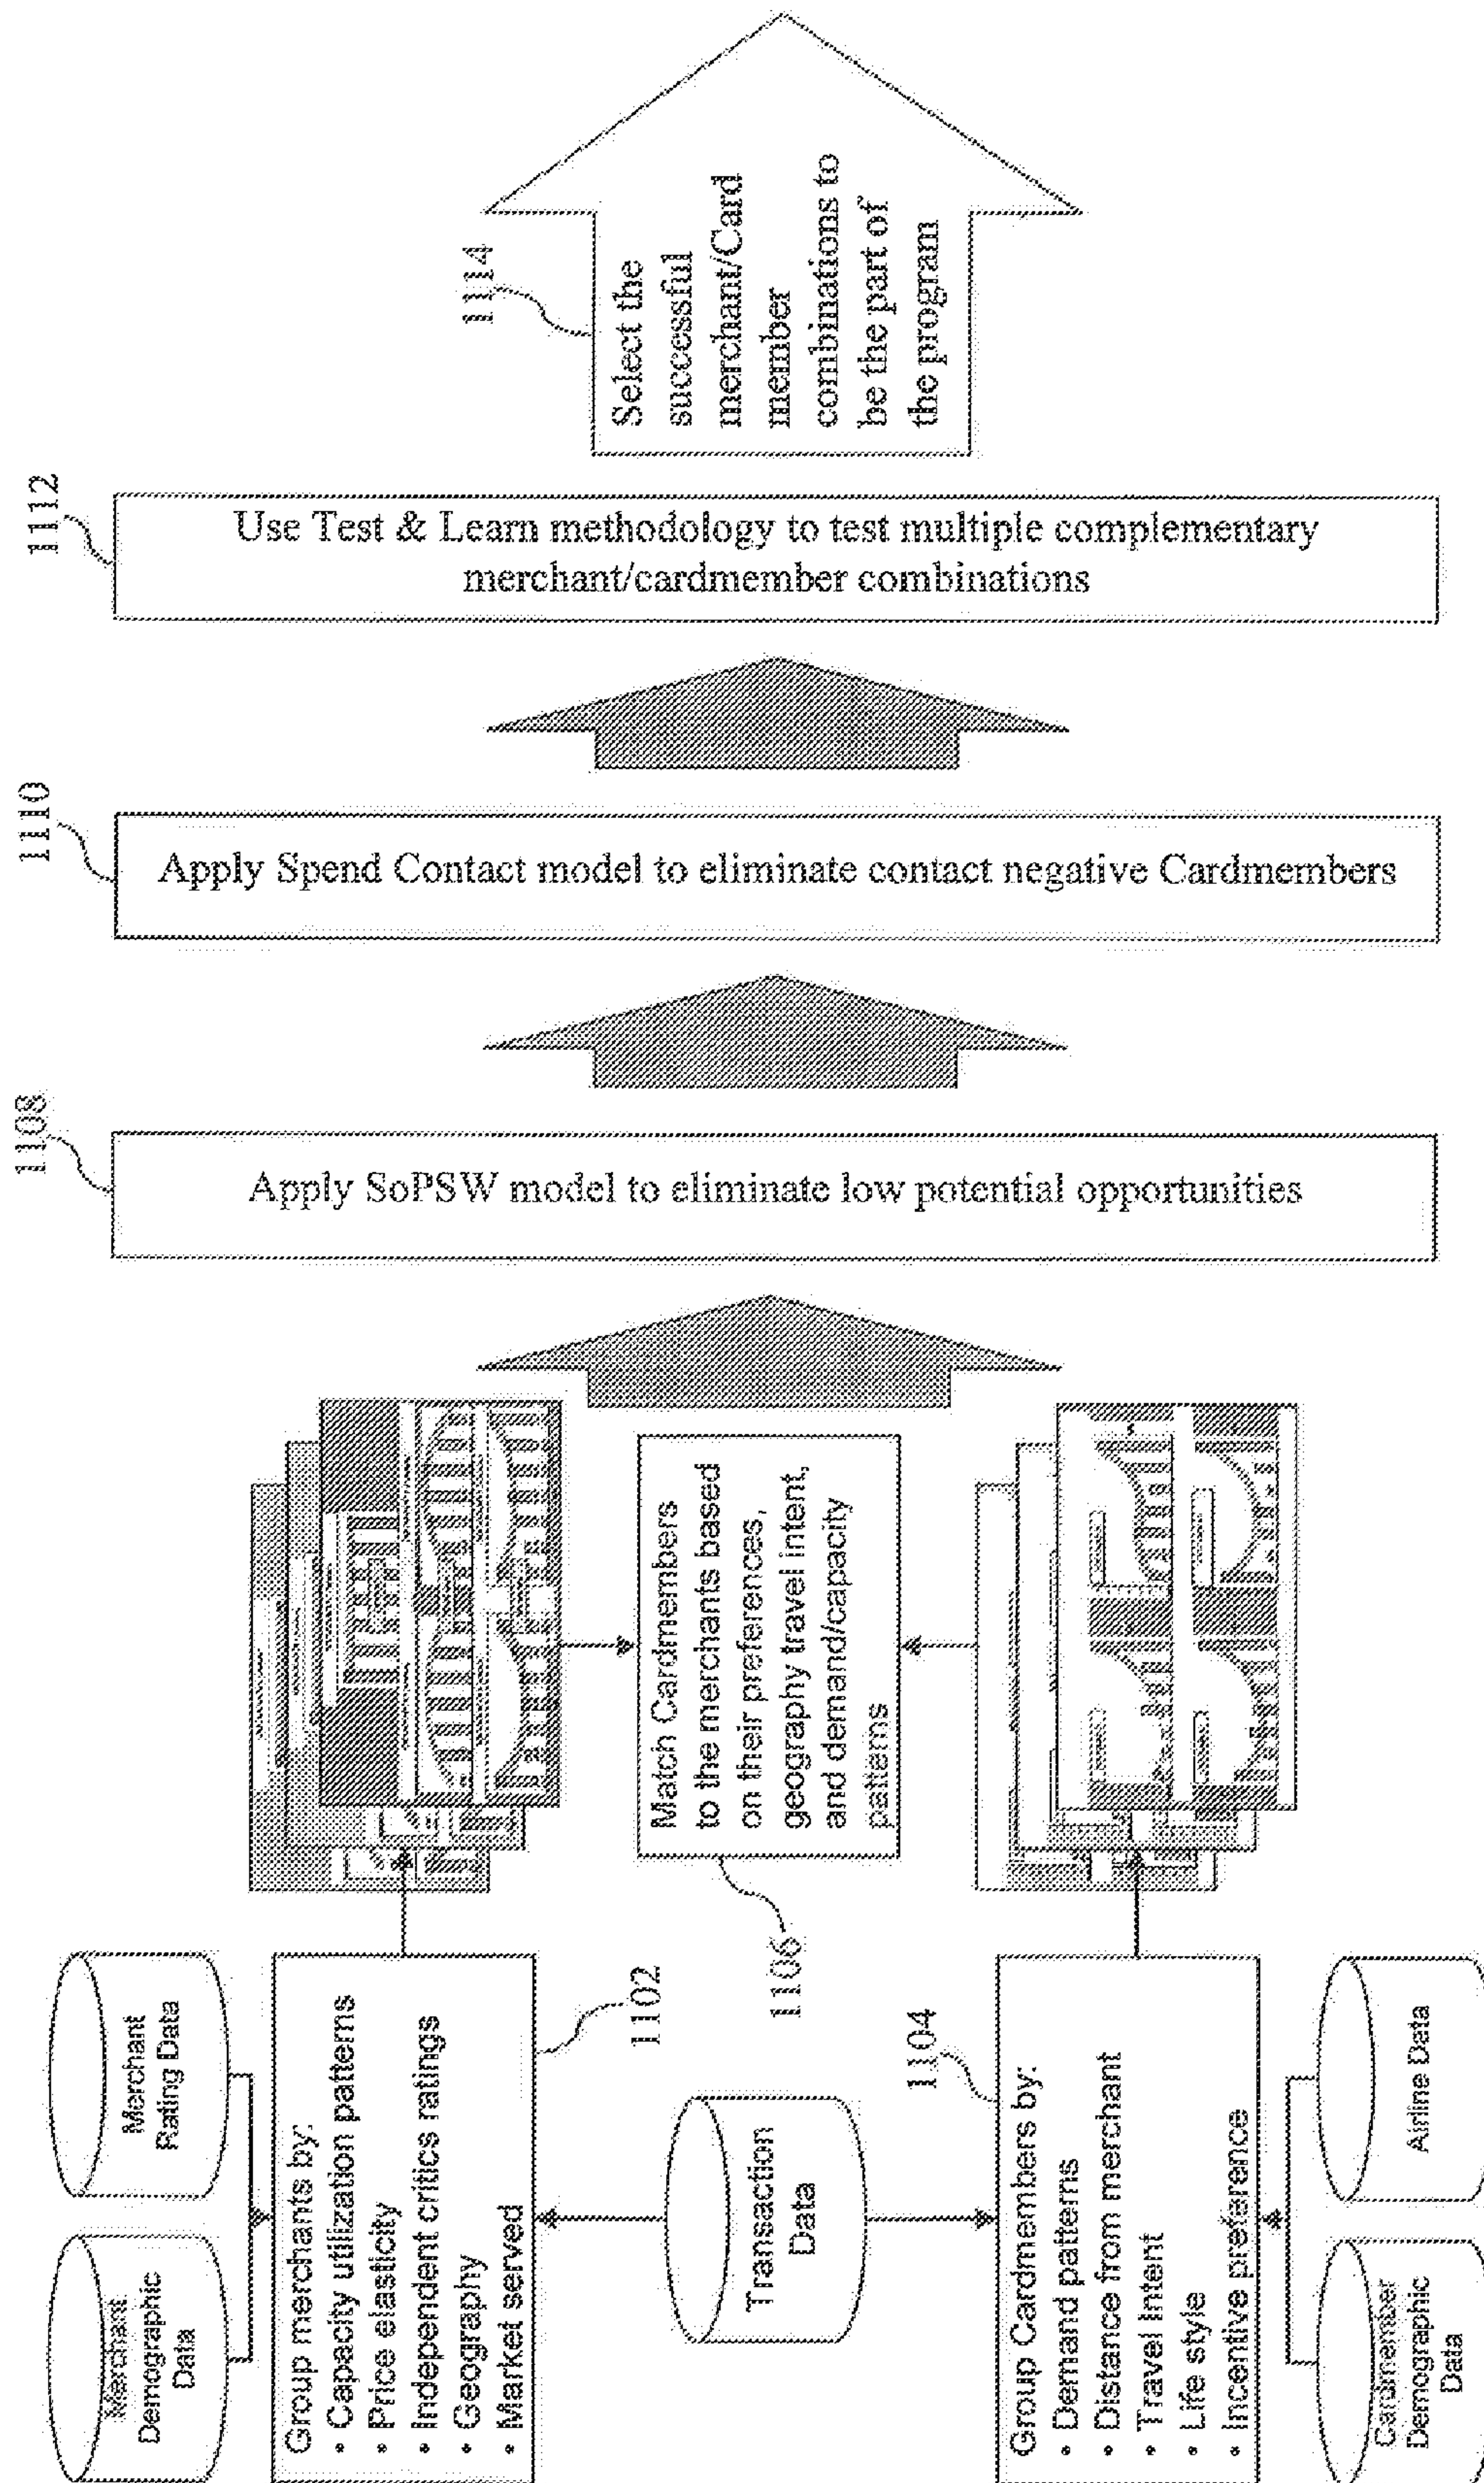 Merchant
Demographic
Data
Merchant
Rating Data
Group merchants by:
• Capacity utilization patterns
• Price elasticity
• Independent critics ratings
• Geography
• Market served
1102
Transaction
Data
1104
Group Cardmembers by:
• Demand patterns
• Distance from merchant
• Travel Intent
• Life style
• Incentive preference
Cardmember
Demographic
Data
Airline Data
Match Cardmembers
to the merchants based
on their preferences,
geography travel intent,
and demand/capacity
patterns
1106
1108
Apply SoPSW model to eliminate low potential opportunities
1110
Apply Spend Contact model to eliminate contact negative Cardmembers
1112
Use Test & Learn methodology to test multiple complementary
merchant/cardmember combinations
1114
Select the
successful
merchant/Card
member
combinations to
be the part of
the program